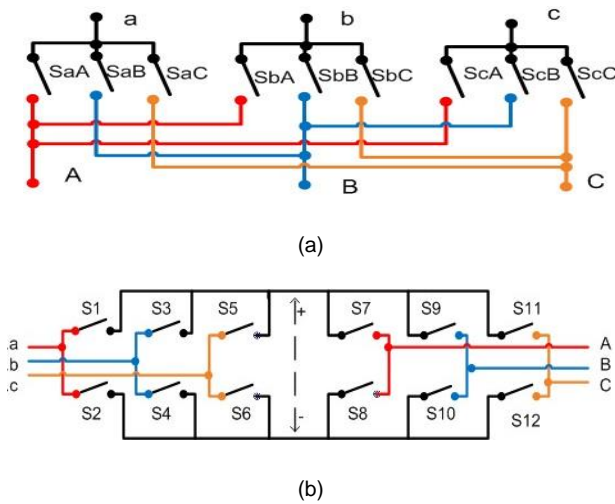 a b c
SaA SaB SaC SbA SbB SbC ScA ScB ScC
A B C
(a)
S1 S3 S5 + S7 S9 S11
.a A
.b B
.c C
S2 S4 S6 - S8 S10 S12
(b)